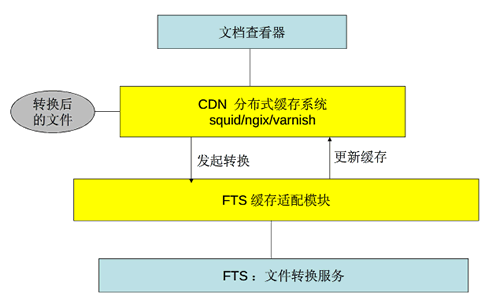 文档查看器
转换后
的文件
CDN 分布式缓存系统
squid/ngix/varnish
发起转换
更新缓存
FTS 缓存适配模块
FTS：文件转换服务